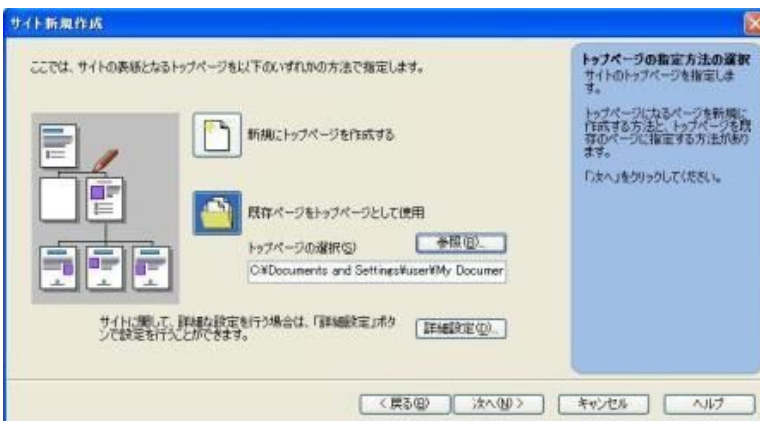 サイト新規作成
ここでは、サイトの表紙となるトップページを以下のいずれかの方法で指定します。
新規にトップページを作成する
既存ページをトップページとして使用
トップページの選択(S)
参照(B)...
C:¥Documents and Settings¥user¥My Documen
サイトに関して、詳細な設定を行う場合は、「詳細設定」ボタ
ンで設定を行うことができます。
詳細設定(D)...
トップページの指定方法の選択
サイトのトップページを指定しま
す。
トップページになるページを新規に
作成する方法と、トップページを既
存のページに指定する方法があり
ます。
「次へ」をクリックしてください。
< 戻る(B)
次へ(N) >
キャンセル
ヘルプ